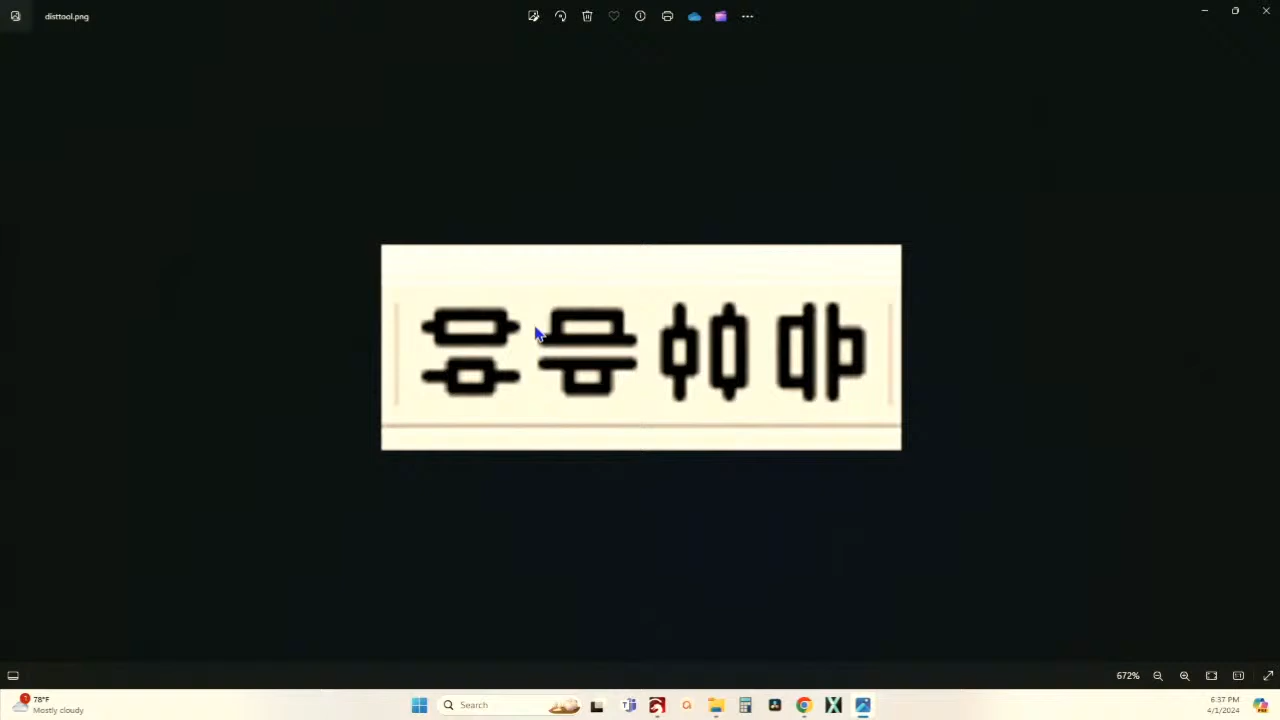 disttool.png
672%
78°F
Mostly cloudy
Search
6:37 PM
4/1/2024